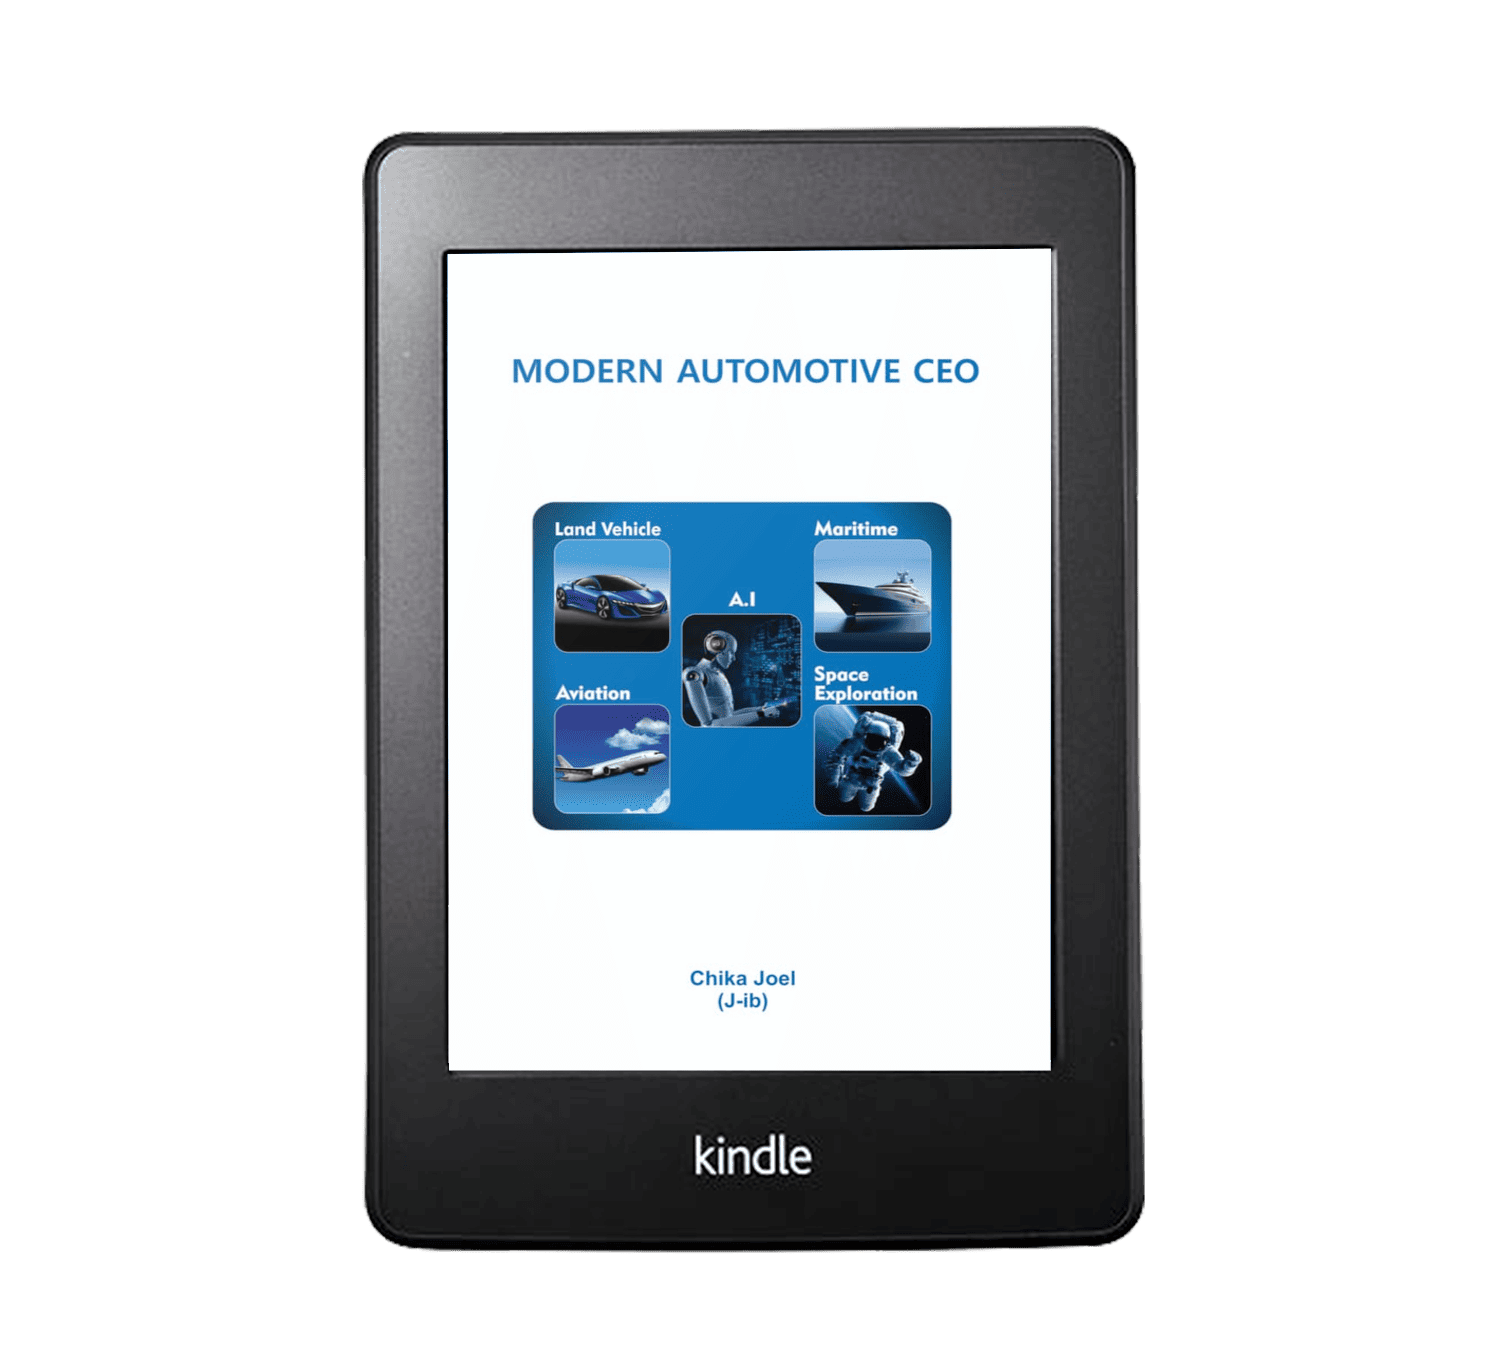 MODERN AUTOMOTIVE CEO
Land Vehicle
Maritime
A.I
Aviation
Space
Exploration
Chika Joel
(J-ib)
kindle